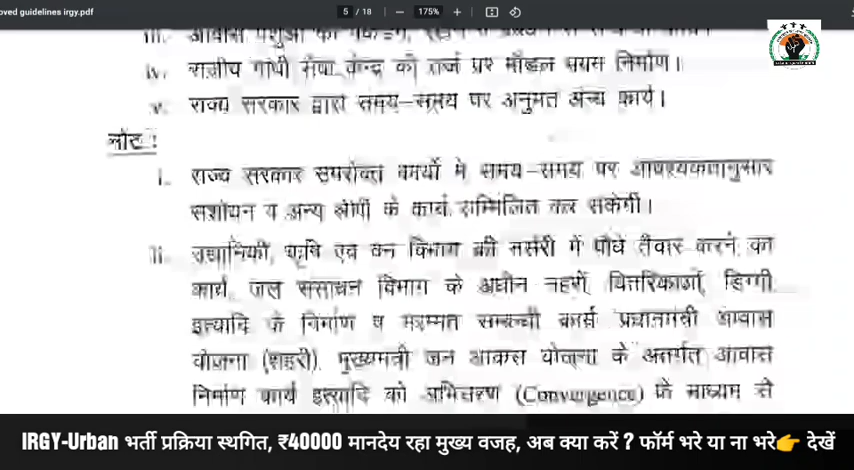 oved guidelines irgy.pdf
5 / 18 — 175% +
iv. राजीव गांधी सेवा केन्द्र की तर्ज पर मॉडल भवन निर्माण।
v. राज्य सरकार द्वारा समय-समय पर अनुमत अन्य कार्य।
नोट :
i. राज्य सरकार उपरोक्त कार्यो में समय-समय पर आवश्यकतानुसार
संशोधन व अन्य श्रेणी के कार्य सम्मिलित कर सकेगी।
ii. उद्यानिकी, कृषि एवं वन विभाग की नर्सरी में पौधे तैयार करने का
कार्य, जल संसाधन विभाग के अधीन नहरों, वितरिकाओं, डिग्गी
इत्यादि के निर्माण व मरम्मत सम्बन्धी कार्य प्रधानमंत्री आवास
योजना (शहरी), मुख्यमंत्री जन आवास योजना के अंतर्गत आवास
निर्माण कार्य इत्यादि को अभिसरण (Convergence) के माध्यम से
IRGY-Urban भर्ती प्रक्रिया स्थगित, ₹40000 मानदेय रहा मुख्य वजह, अब क्या करें ? फॉर्म भरे या ना भरे👉 देखें